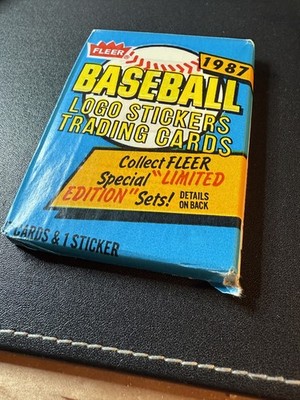 FLEER
1987
BASEBALL
LOGO STICKERS
TRADING CARDS
Collect FLEER
Special "LIMITED
EDITION" Sets! DETAILS
ON BACK
CARDS & 1 STICKER